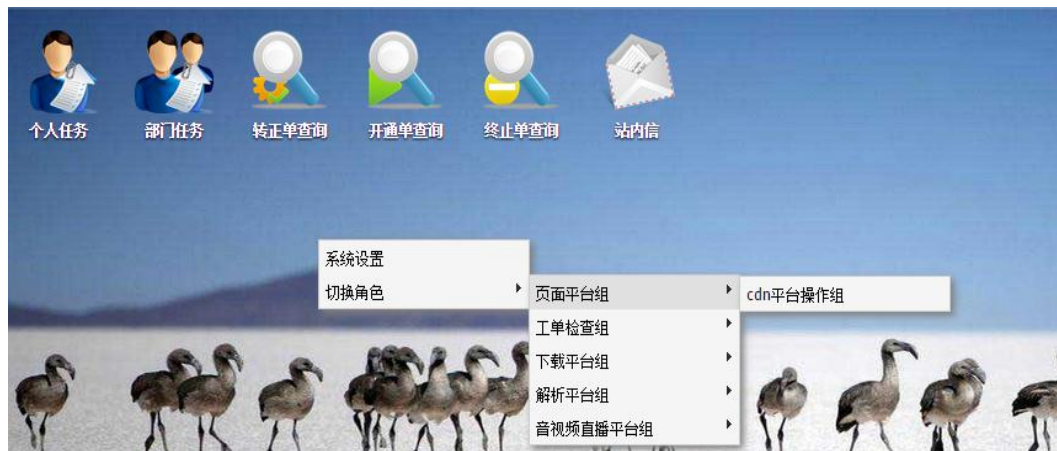 个人任务
部门任务
转正单查询
开通单查询
终止单查询
站内信
系统设置
切换角色
页面平台组
cdn平台操作组
工单检查组
下载平台组
解析平台组
音视频直播平台组